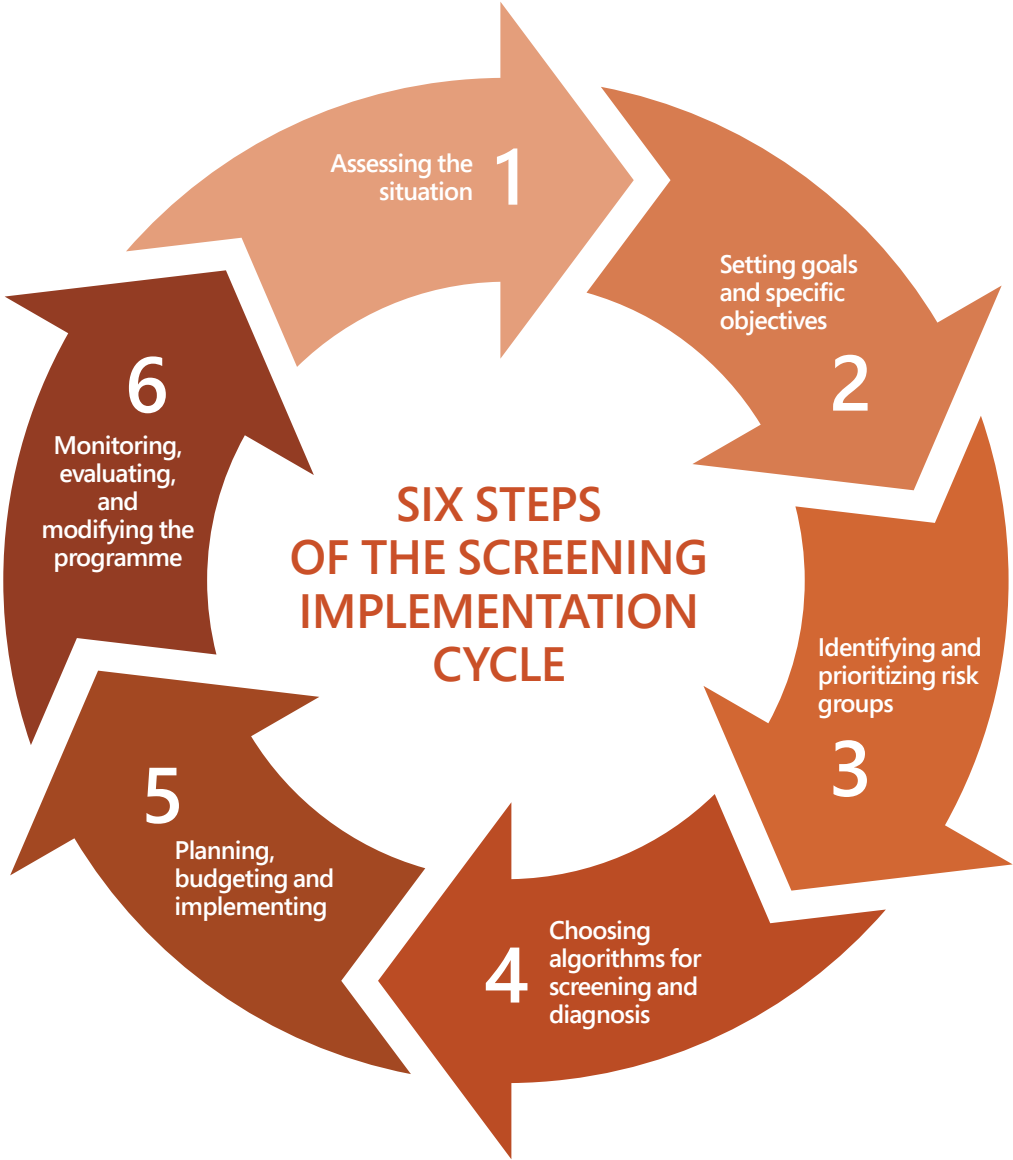 Assessing the
situation
1
Setting goals
and specific
objectives
2
Identifying and
prioritizing risk
groups
3
Choosing
algorithms for
screening and
diagnosis
4
5
Planning,
budgeting and
implementing
6
Monitoring,
evaluating,
and
modifying the
programme
SIX STEPS
OF THE SCREENING
IMPLEMENTATION
CYCLE